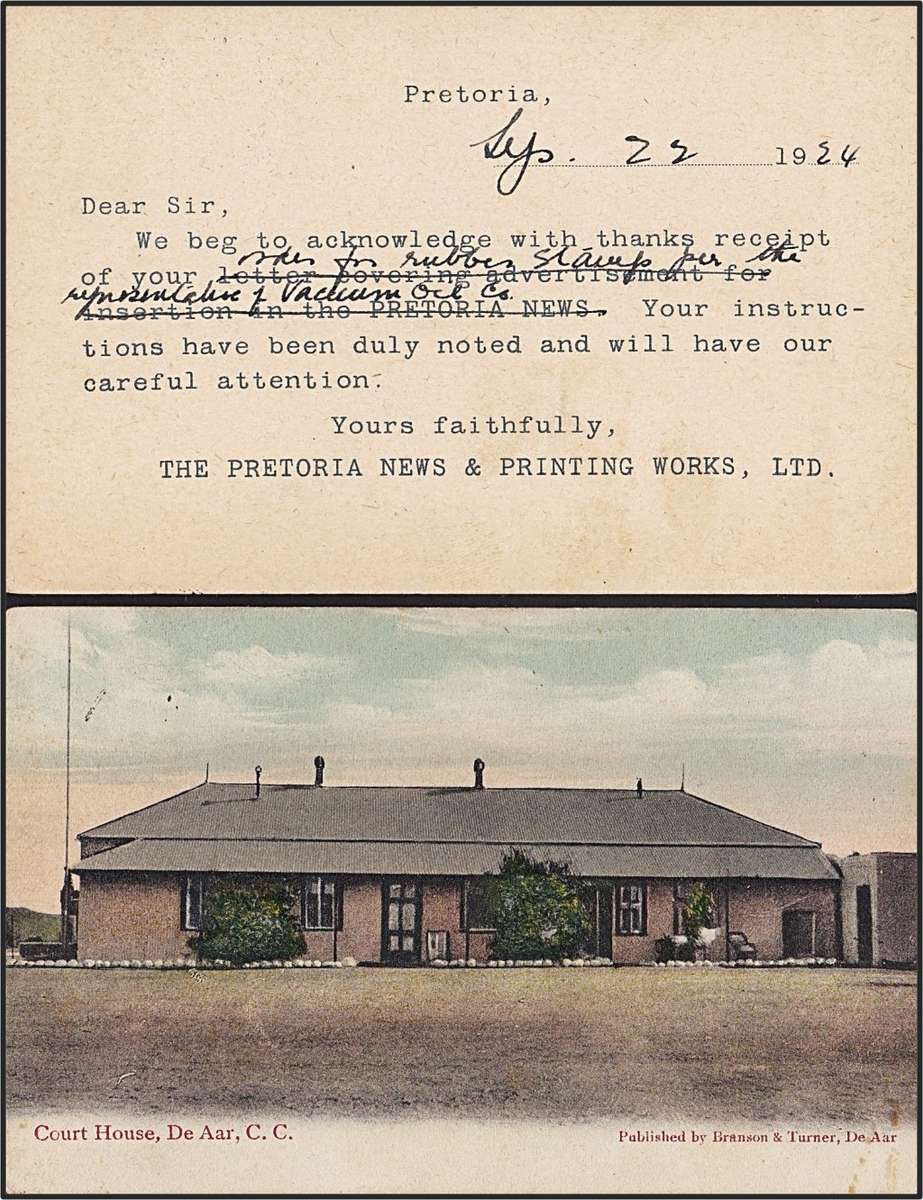 Pretoria,
Sep. 22 1924
Dear Sir,
We beg to acknowledge with thanks receipt
order for rubber stamp per the
of your letter covering advertisement for
representative of Vacuum Oil Co.
insertion in the PRETORIA NEWS. Your instruc-
tions have been duly noted and will have our
careful attention.
Yours faithfully,
THE PRETORIA NEWS & PRINTING WORKS, LTD.
Court House, De Aar, C. C.
Published by Branson & Turner, De Aar